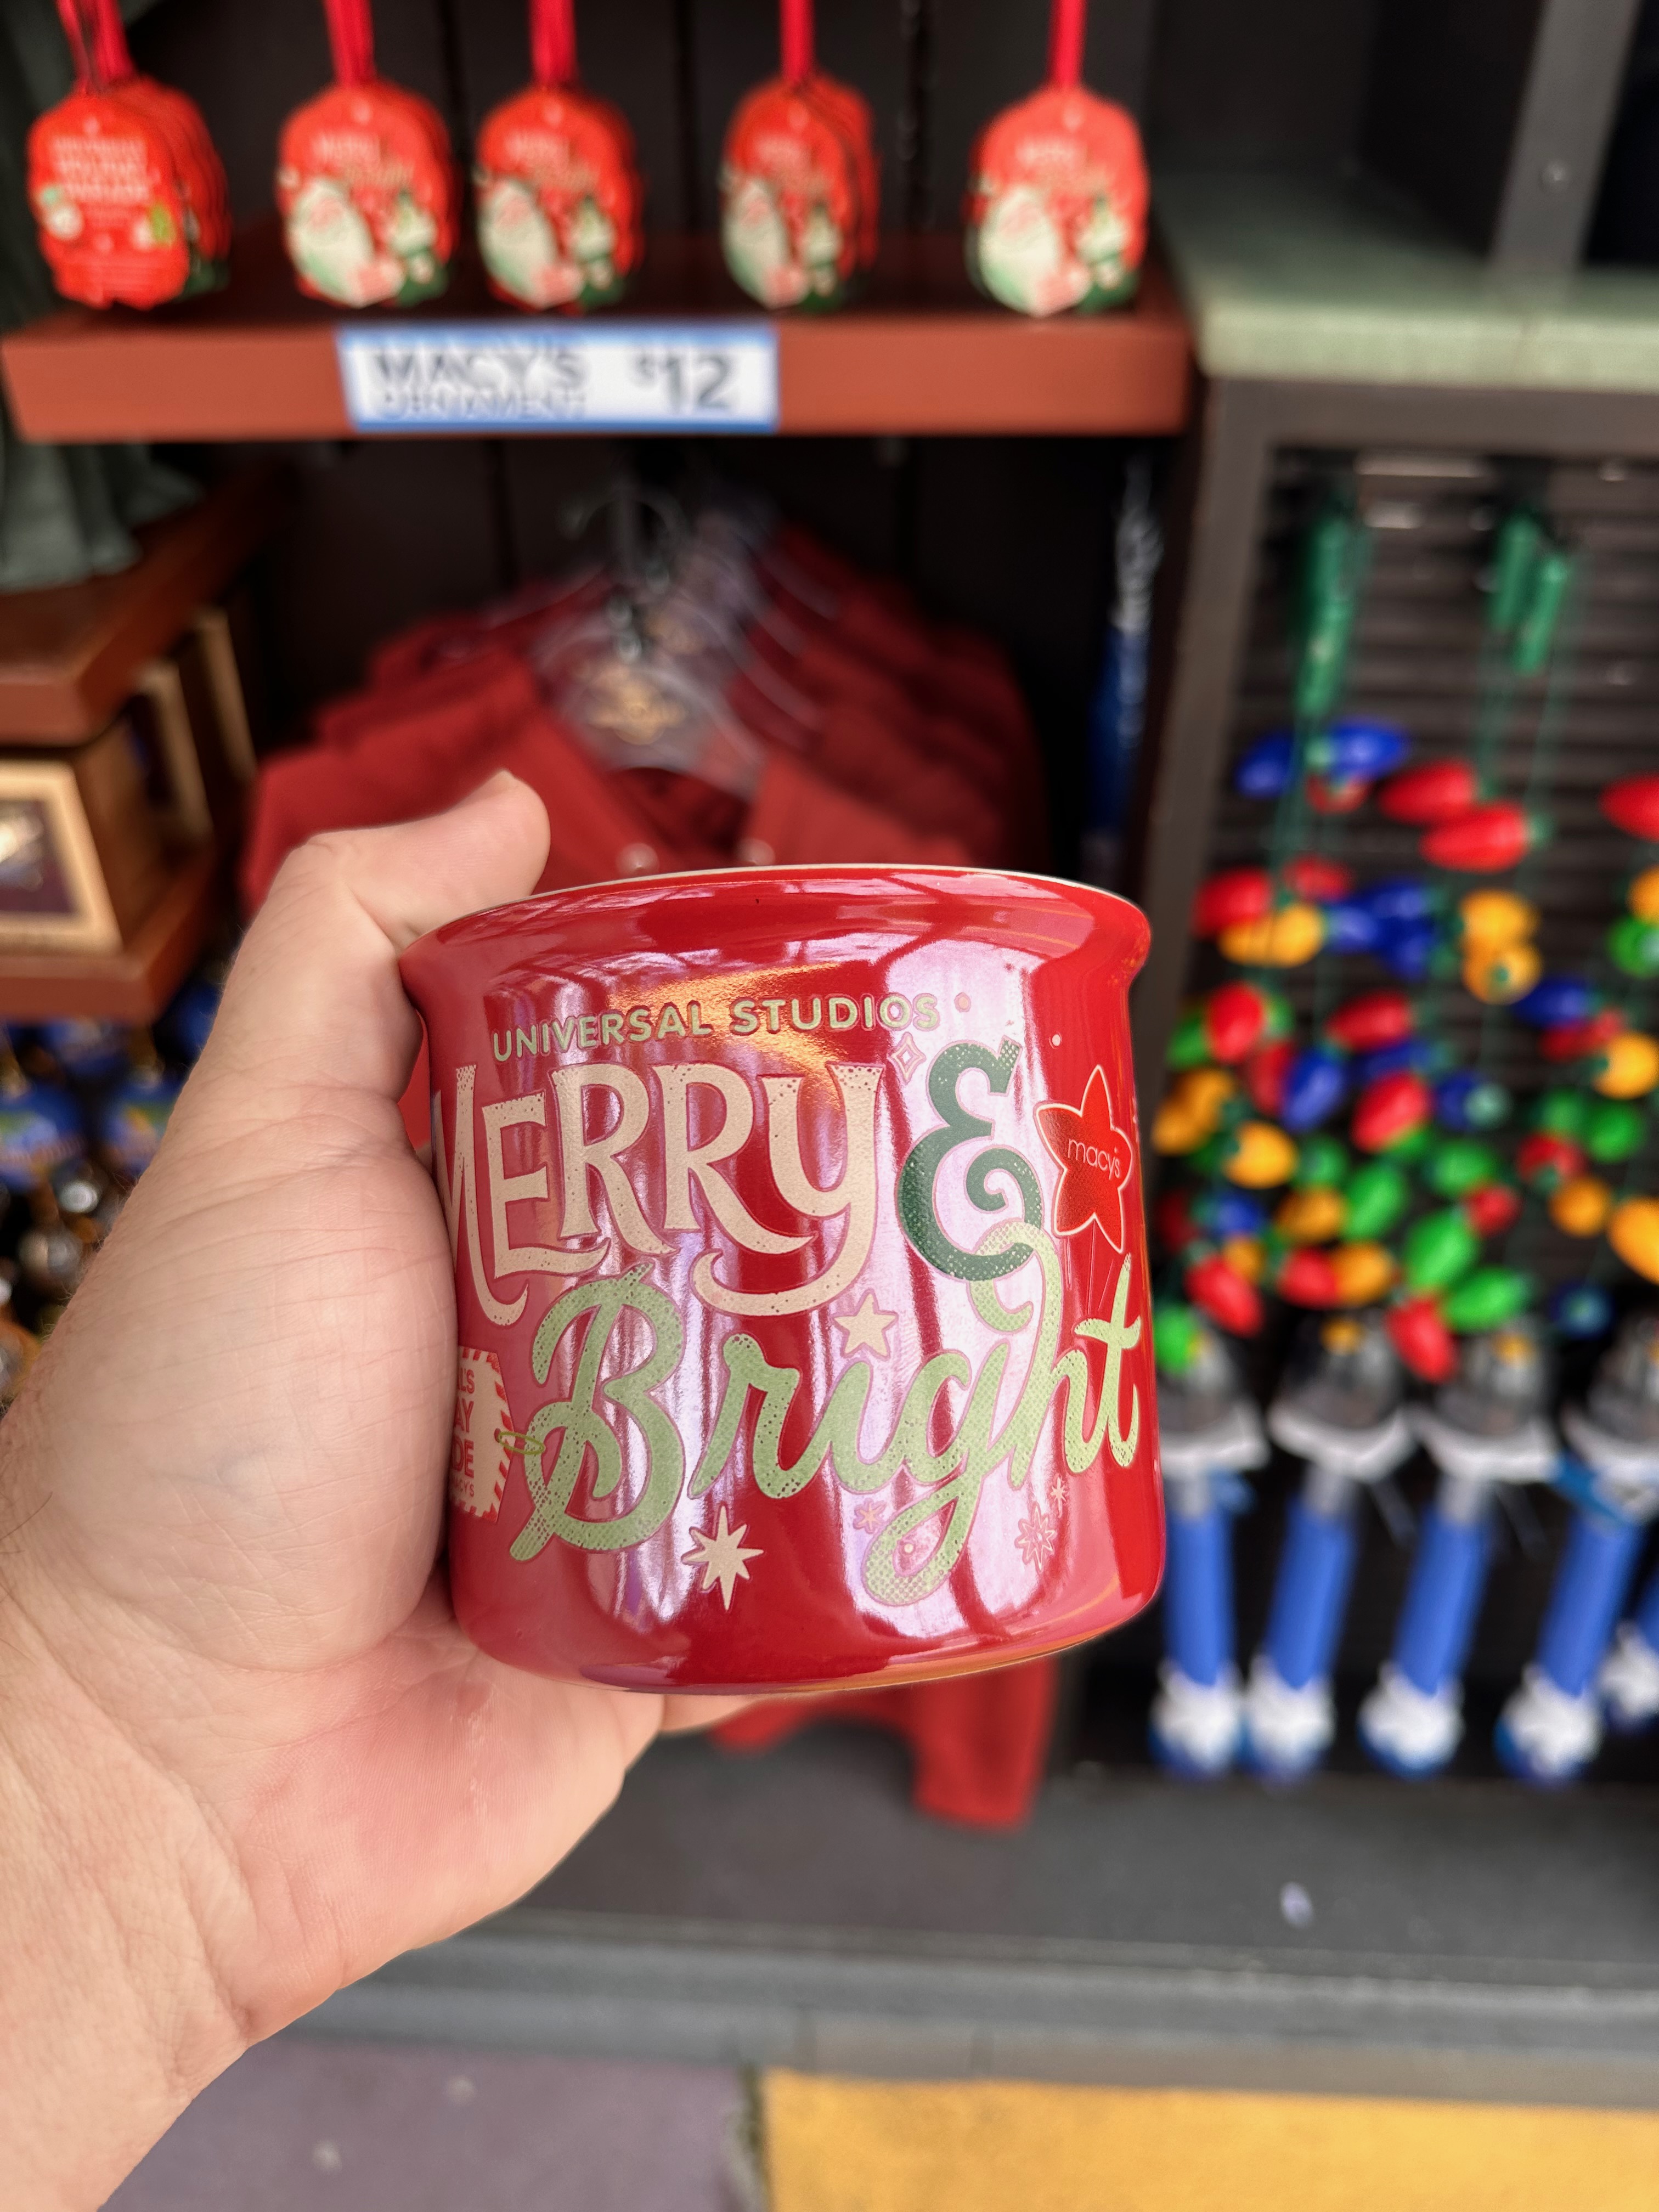 MACY'S $12
ORNAMENT
UNIVERSAL STUDIOS
MERRY &
macy's
Bright